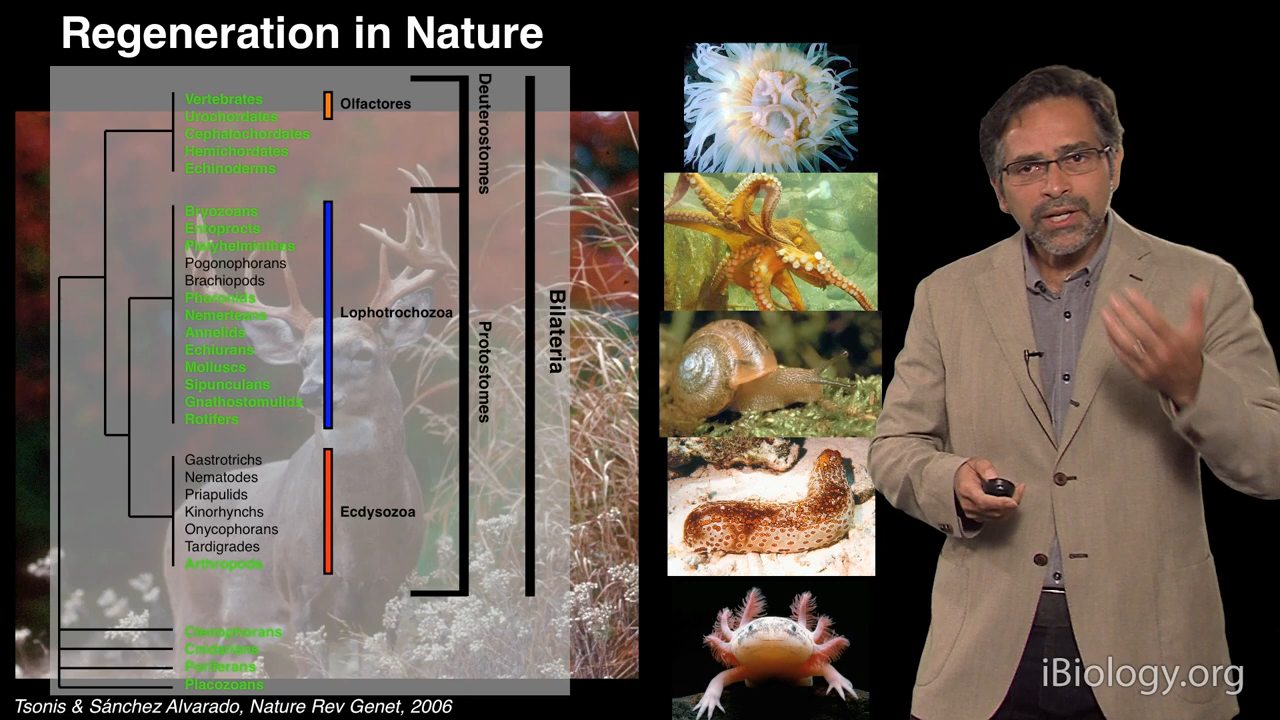 Regeneration in Nature
Vertebrates
Urochordates
Cephelochordates
Hemichordates
Echinoderms
Olfactores
Deuterostomes
Bryozoans
Entoprocts
Platyhelminthes
Pogonophorans
Brachiopods
Phoronids
Nemerteans
Annelids
Echiurans
Molluscs
Sipunculans
Gnathostomulids
Rotifers
Lophotrochozoa
Protostomes
Bilateria
Gastrotrichs
Nematodes
Priapulids
Kinorhynchs
Onycophorans
Tardigrades
Arthropods
Ecdysozoa
Ctenophorans
Cnidarians
Poriferans
Placozoans
Tsonis & Sánchez Alvarado, Nature Rev Genet, 2006
iBiology.org